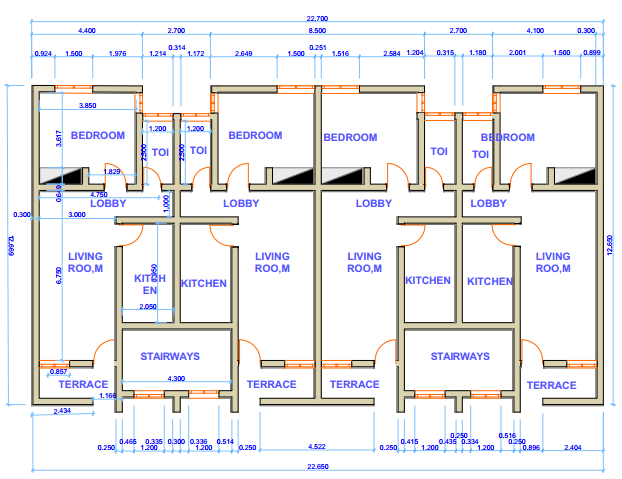 22.700
4.400 2.700 8.500 2.700 4.100 0.300
0.314 0.251
0.924 1.500 1.976 1.214 1.172 2.649 1.500 1.516 2.584 1.204 0.315 1.180 2.001 1.500 0.899
3.850
1.200 1.200
3.617 BEDROOM BEDROOM BEDROOM BEDROOM
2.500 TOI 2.500 TOI TOI TOI
1.829
0.649 4.750 1.000
LOBBY LOBBY LOBBY LOBBY
0.300 3.000
12.669 12.650
LIVING LIVING LIVING LIVING
ROO,M ROO,M ROO,M ROO,M
6.750
KITCH
EN KITCHEN KITCHEN KITCHEN
2.050
STAIRWAYS STAIRWAYS
0.857
4.300
TERRACE TERRACE TERRACE TERRACE
1.166
2.434
0.250 0.516
0.465 0.335 0.300 0.336 0.514 0.415 0.435 0.334 0.250
0.250 1.200 1.200 0.250 4.522 0.250 1.200 1.200 0.896 2.404
22.650